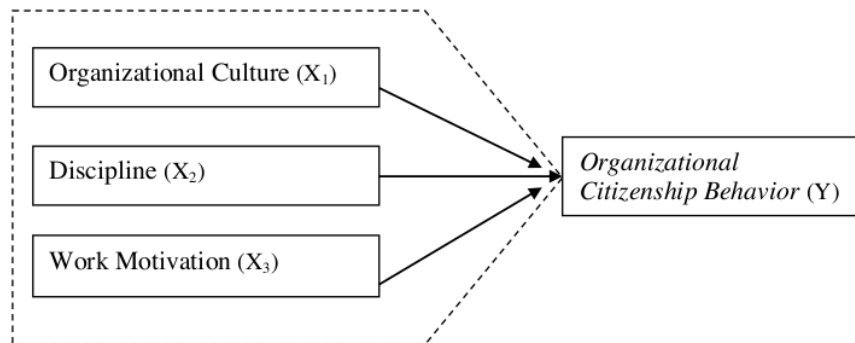 Organizational Culture (X₁)
Discipline (X₂)
Work Motivation (X₃)
Organizational
Citizenship Behavior (Y)